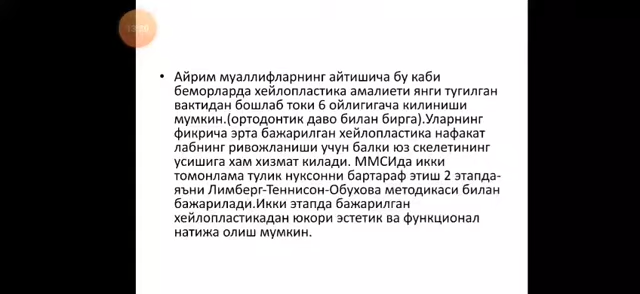 • Айрим муаллифларнинг айтишича бу каби
беморларда хейлопластика амалиети янги тугилган
вактидан бошлаб токи 6 ойлигигача килиниши
мумкин.(ортодонтик даво билан бирга).Уларнинг
фикрича эрта бажарилган хейлопластика нафакат
лабнинг ривожланиши учун балки юз скелетининг
усишига хам хизмат килади. ММСИда икки
томонлама тулик нуксонни бартараф этиш 2 этапда-
яъни Лимберг-Теннисон-Обухова методикаси билан
бажарилади.Икки этапда бажарилган
хейлопластикадан юкори эстетик ва функционал
натижа олиш мумкин.